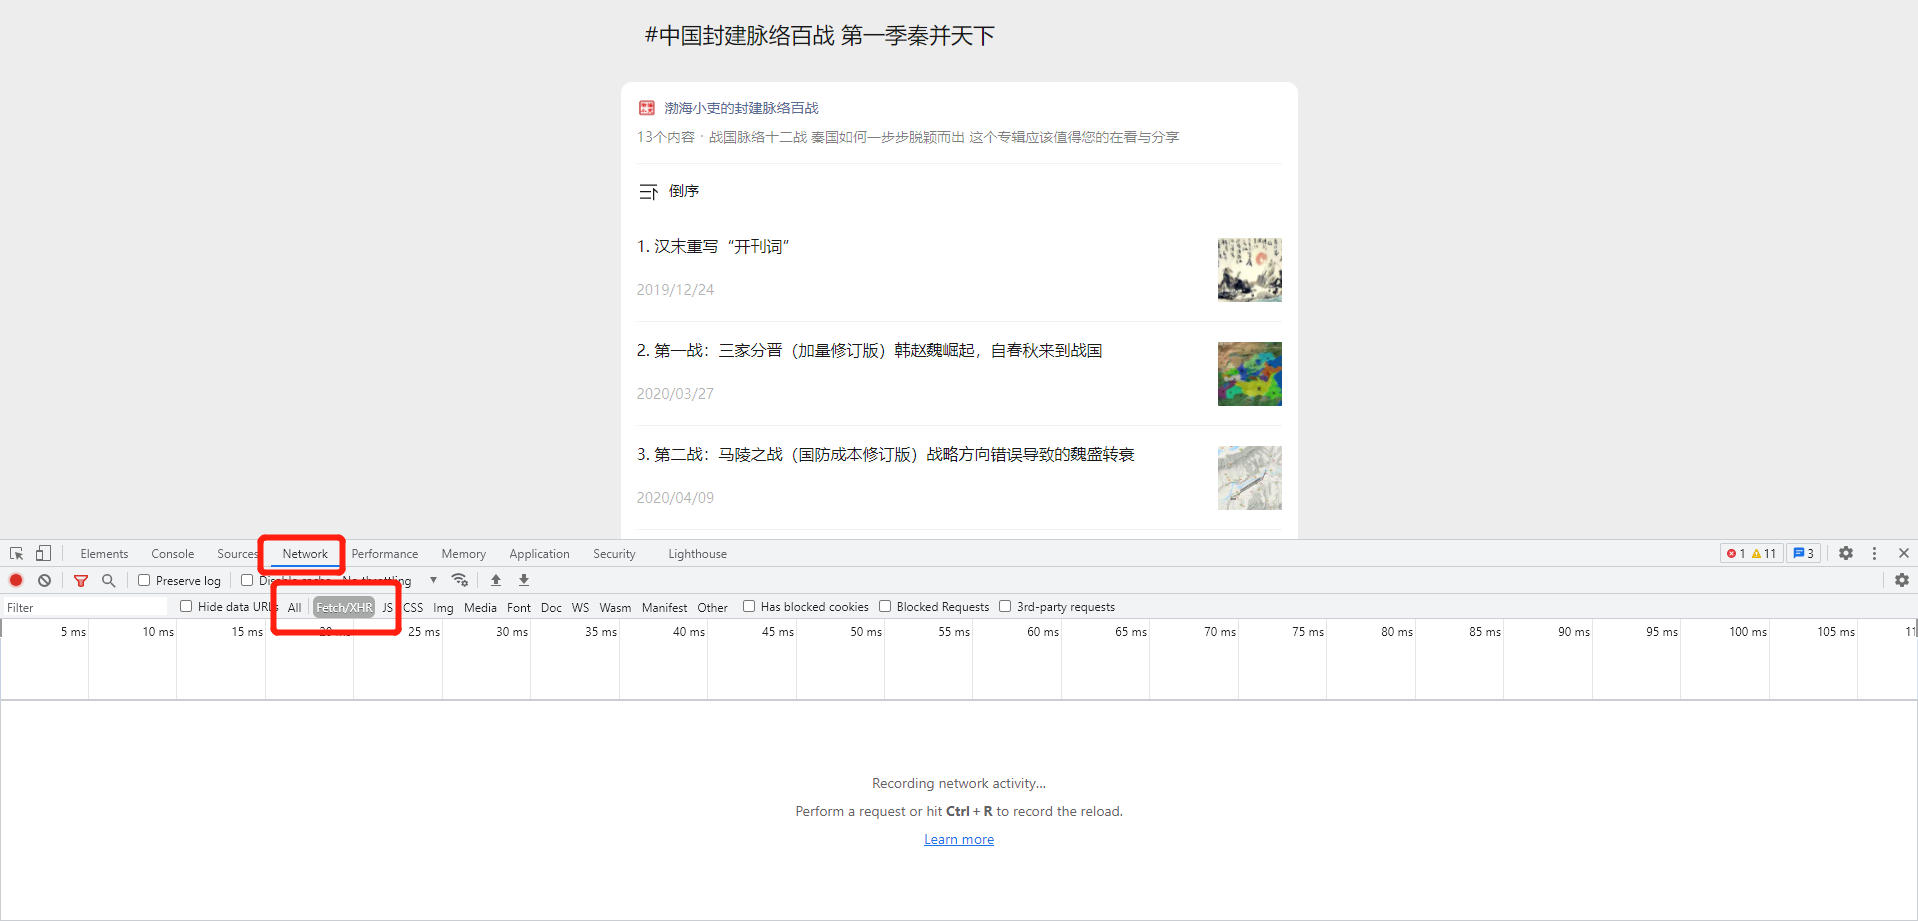 #中国封建脉络百战 第一季秦并天下
渤海小吏的封建脉络百战
13个内容 · 战国脉络十二战 秦国如何一步步脱颖而出 这个专辑应该值得您的在看与分享
倒序
1. 汉末重写“开刊词”
2019/12/24
2. 第一战：三家分晋（加量修订版）韩赵魏崛起，自春秋来到战国
2020/03/27
3. 第二战：马陵之战（国防成本修订版）战略方向错误导致的魏盛转衰
2020/04/09
Elements Console Sources Network Performance Memory Application Security Lighthouse 1 11 3
Preserve log Disable cache No throttling
Filter Hide data URLs All Fetch/XHR JS CSS Img Media Font Doc WS Wasm Manifest Other Has blocked cookies Blocked Requests 3rd-party requests
5 ms 10 ms 15 ms 20 ms 25 ms 30 ms 35 ms 40 ms 45 ms 50 ms 55 ms 60 ms 65 ms 70 ms 75 ms 80 ms 85 ms 90 ms 95 ms 100 ms 105 ms 11
Recording network activity...
Perform a request or hit Ctrl + R to record the reload.
Learn more